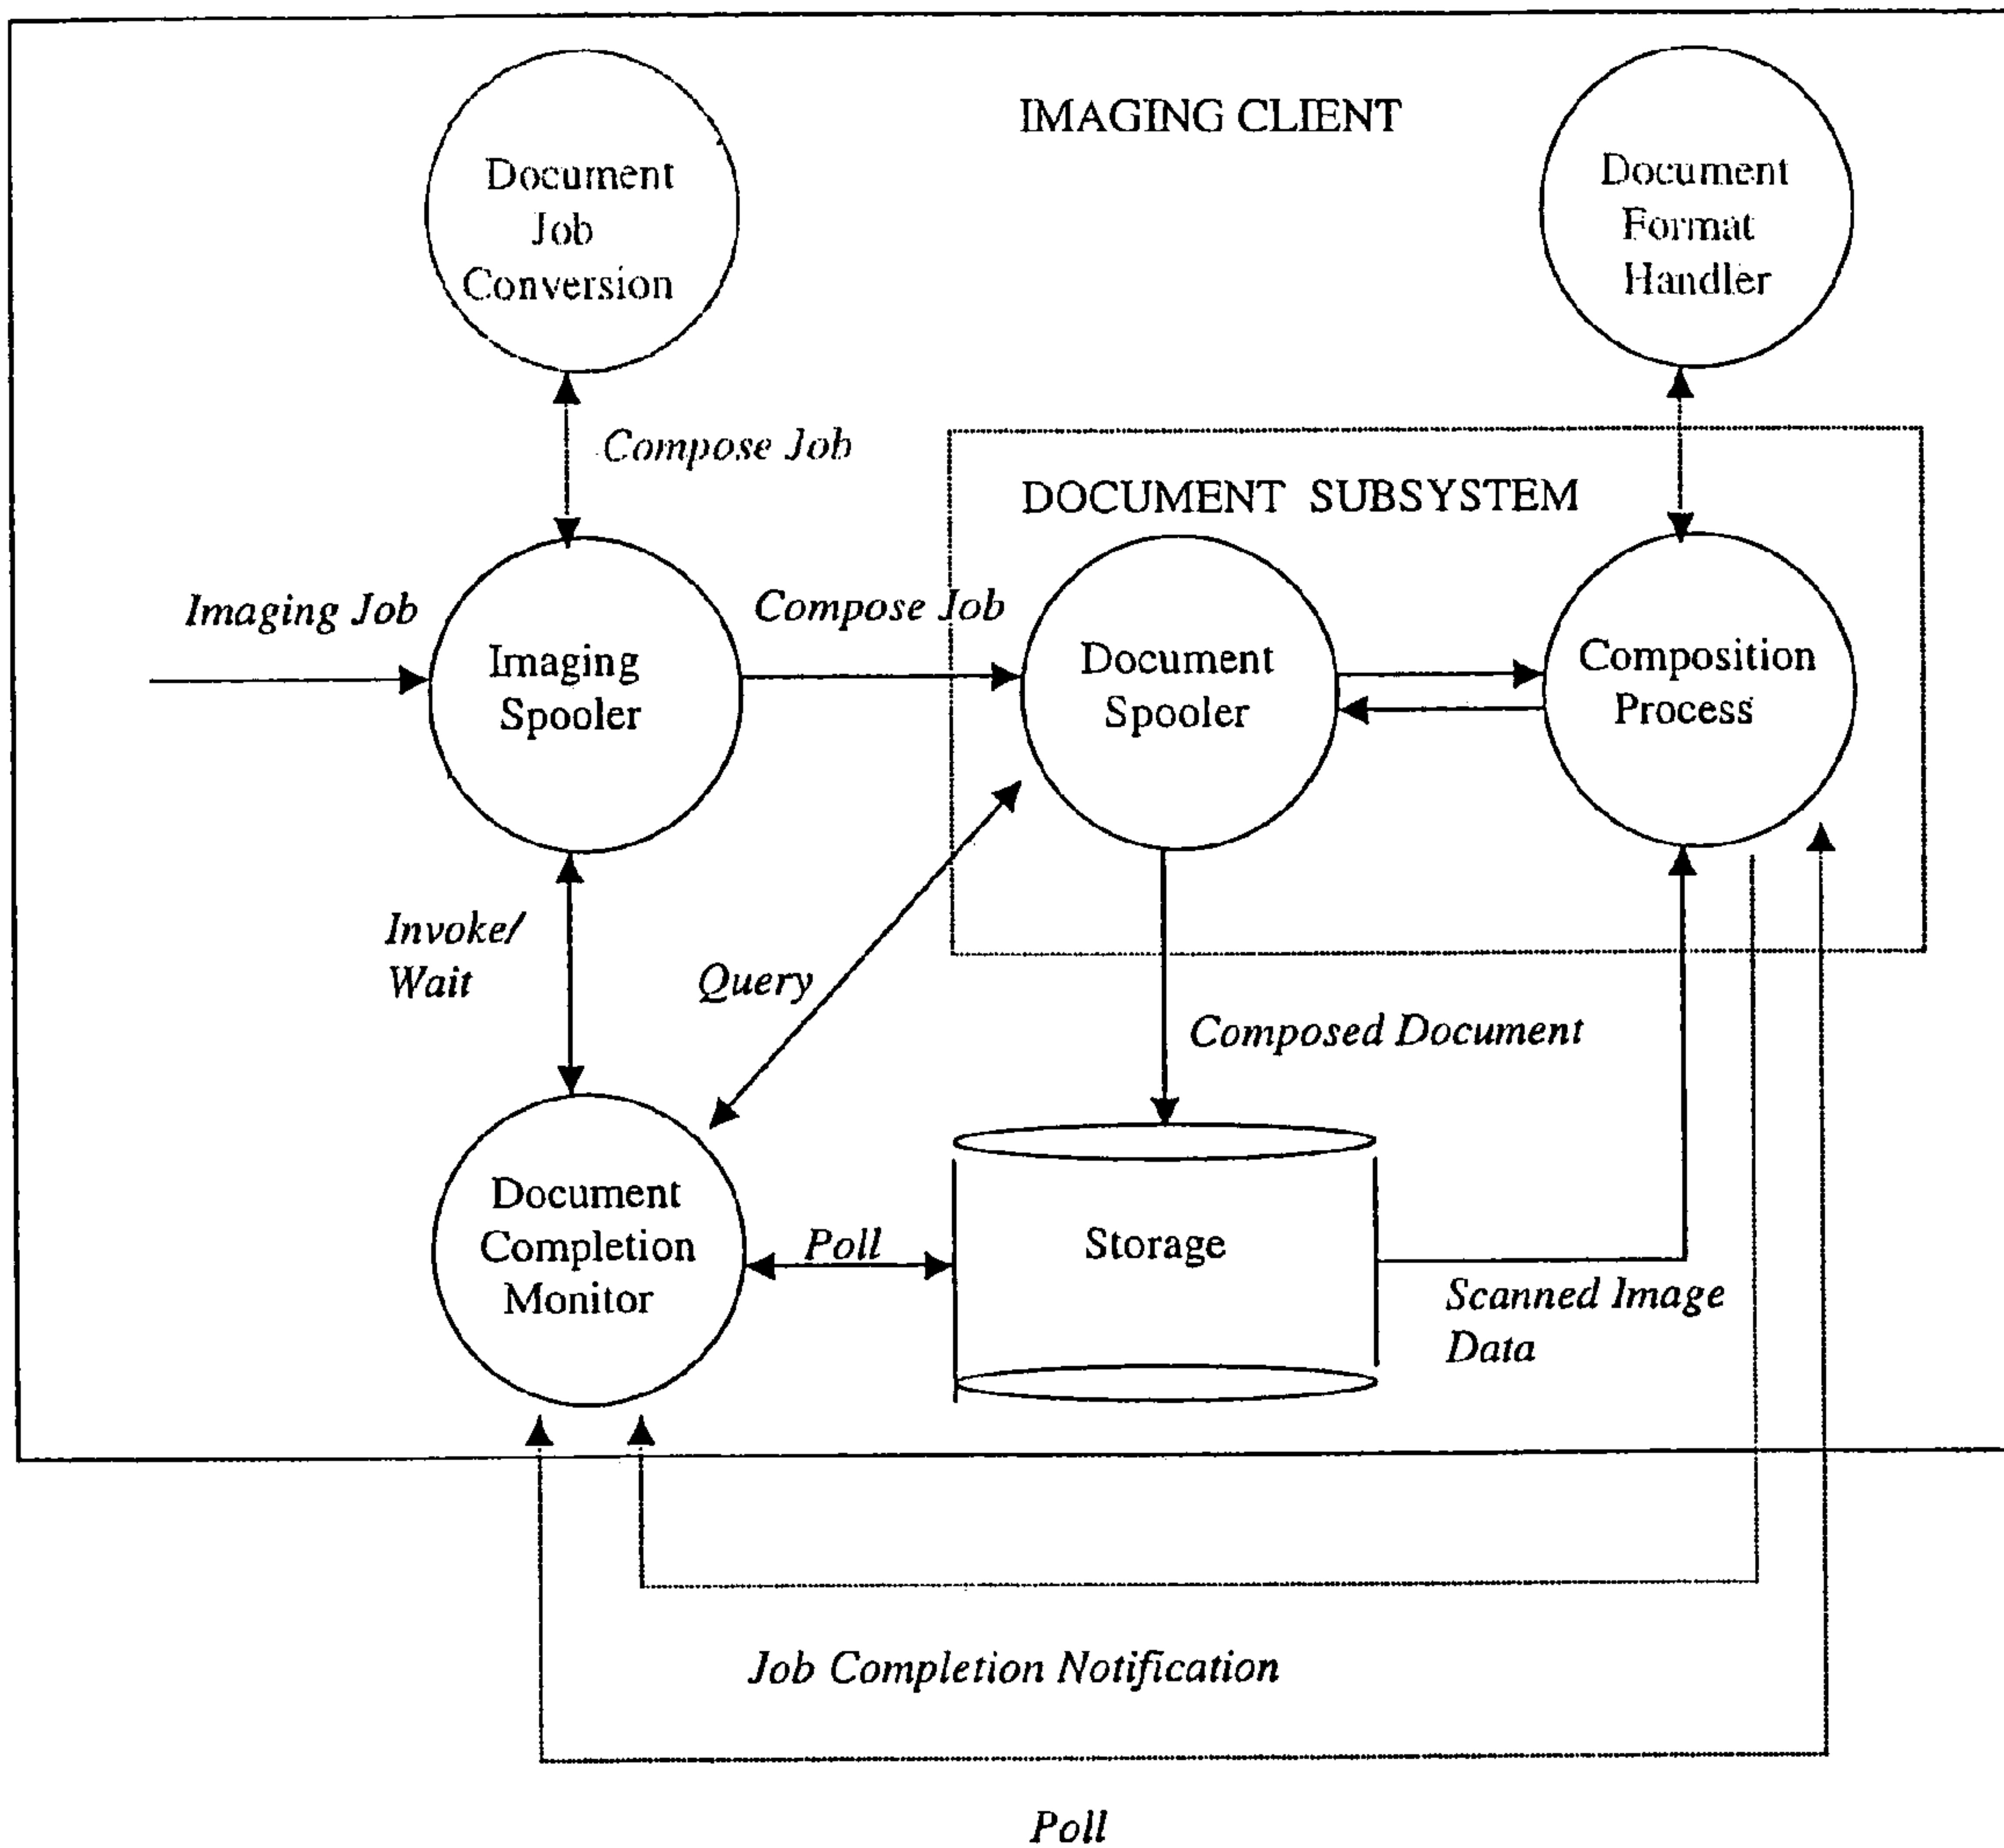 IMAGING CLIENT
Document
Job
Conversion
Document
Format
Handler
Compose Job
DOCUMENT SUBSYSTEM
Imaging Job
Imaging
Spooler
Compose Job
Document
Spooler
Composition
Process
Invoke/
Wait
Query
Composed Document
Document
Completion
Monitor
Poll
Storage
Scanned Image
Data
Job Completion Notification
Poll